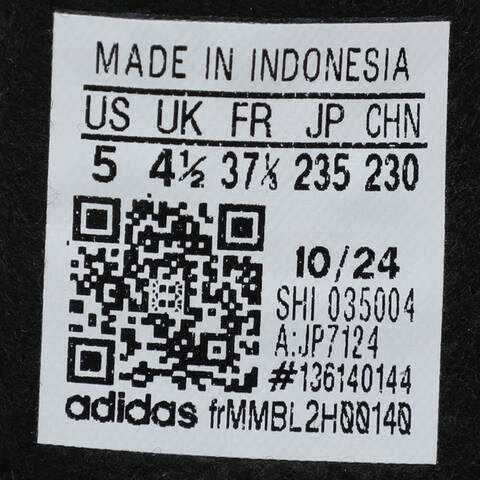 MADE IN INDONESIA
US UK FR JP CHN
5 4½ 37⅓ 235 230
10/24
SHI 035004
A:JP7124
#136140144
adidas frMMBL2H00140